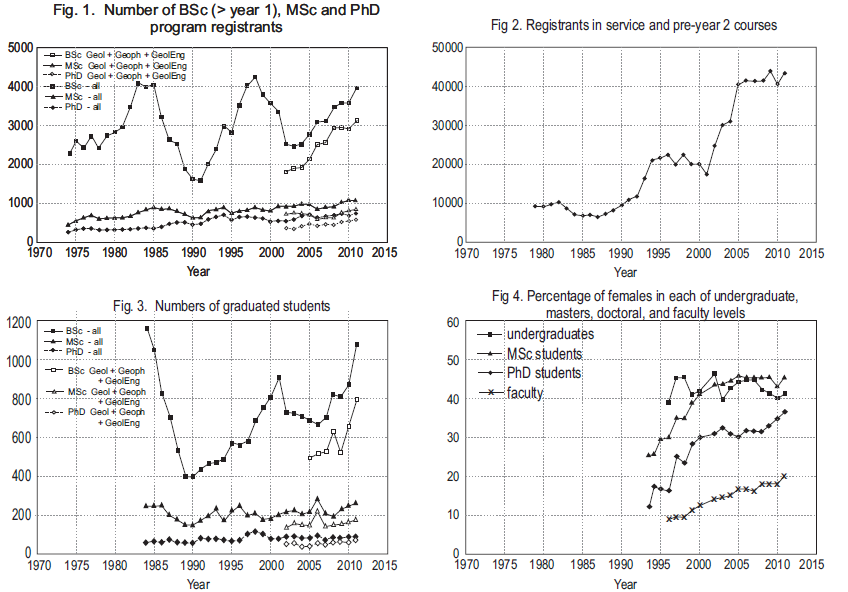 Fig. 1. Number of BSc (> year 1), MSc and PhD
program registrants
5000
4000
3000
2000
1000
0
BSc Geol + Geoph + GeolEng
MSc Geol + Geoph + GeolEng
PhD Geol + Geoph + GeolEng
BSc - all
MSc - all
PhD - all
1970 1975 1980 1985 1990 1995 2000 2005 2010 2015
Year
Fig 2. Registrants in service and pre-year 2 courses
50000
40000
30000
20000
10000
0
1970 1975 1980 1985 1990 1995 2000 2005 2010 2015
Year
Fig. 3. Numbers of graduated students
1200
1000
800
600
400
200
0
BSc - all
MSc - all
PhD - all
BSc Geol + Geoph
+ GeolEng
MSc Geol + Geoph
+ GeolEng
PhD Geol + Geoph
+ GeolEng
1970 1975 1980 1985 1990 1995 2000 2005 2010 2015
Year
Fig 4. Percentage of females in each of undergraduate,
masters, doctoral, and faculty levels
60
50
40
30
20
10
0
undergraduates
MSc students
PhD students
faculty
1970 1975 1980 1985 1990 1995 2000 2005 2010 2015
Year